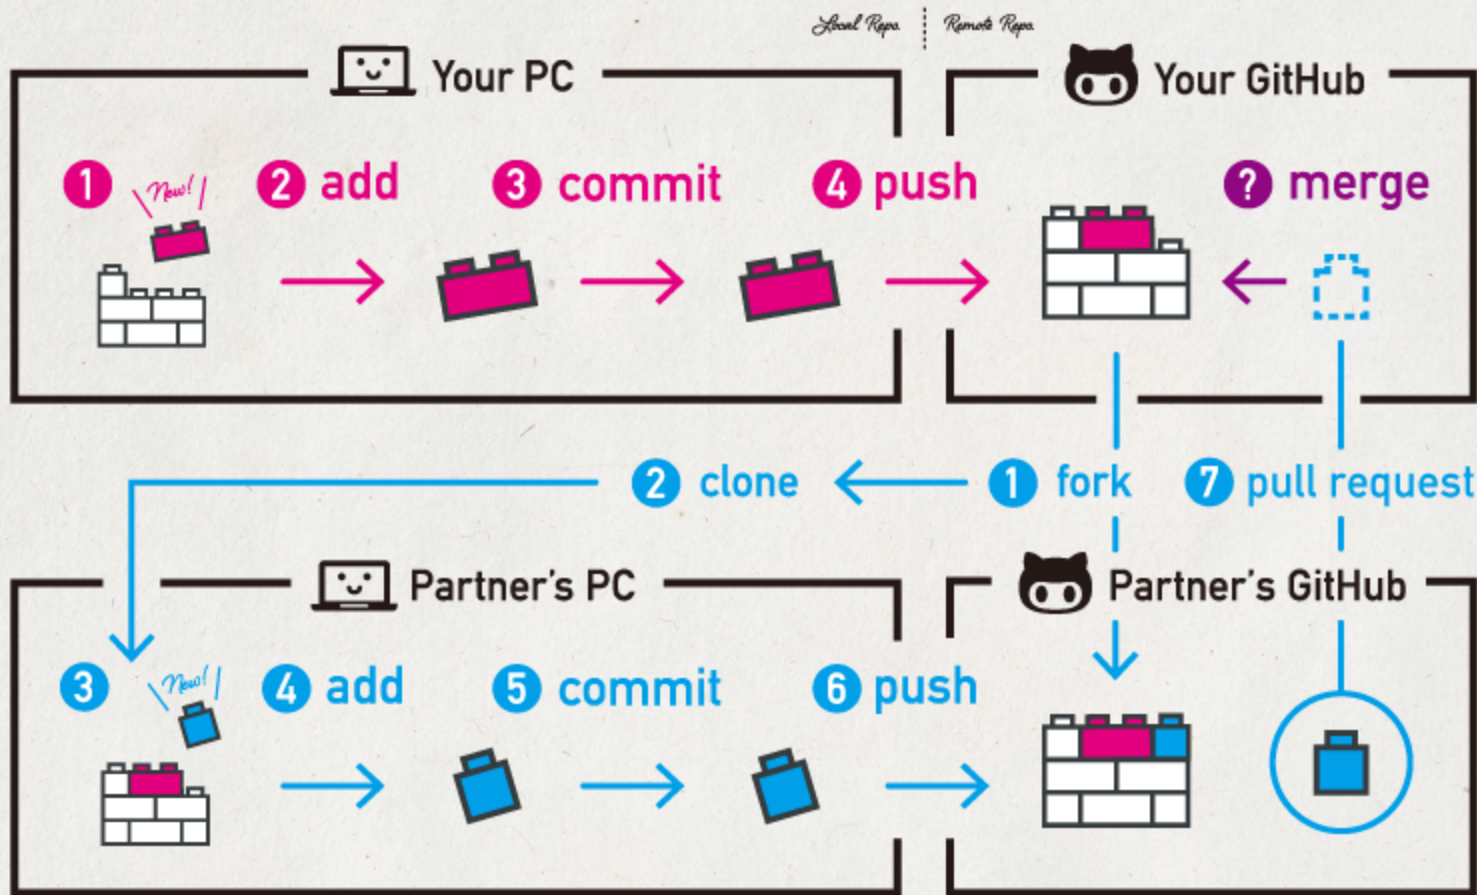 Local Repo. Remote Repo.
Your PC
Your GitHub
1 New! 2 add 3 commit 4 push
? merge
2 clone 1 fork 7 pull request
Partner's PC
Partner's GitHub
3 New! 4 add 5 commit 6 push